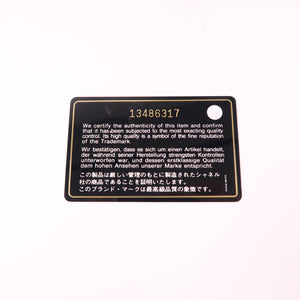 13486317
We certify the authenticity of this item and confirm
that it has been subjected to the most exacting quality
control. Its high quality is a symbol of the fine reputation
of the Trademark.
Wir bestätigen, dass es sich um einen Artikel handelt,
der während seiner Herstellung strengsten Kontrollen
unterworfen war, und dessen erstklassige Qualität
dem hohen Ansehen unserer Marke entspricht.
この製品は厳しい管理のもとに製造されたシャネル
社の商品であることを証明いたします。
このブランド・マークは最高級品質の象徴です。